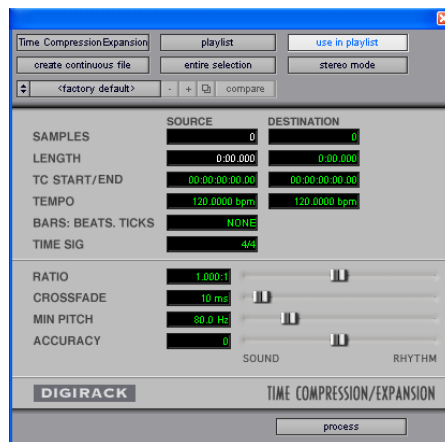 Time Compression Expansion playlist use in playlist
create continuous file entire selection stereo mode
<factory default> - + compare
SOURCE DESTINATION
SAMPLES 0 0
LENGTH 0:00.000 0:00.000
TC START/END 00:00:00:00.00 00:00:00:00.00
TEMPO 120.0000 bpm 120.0000 bpm
BARS: BEATS. TICKS NONE
TIME SIG 4/4
RATIO 1.000:1
CROSSFADE 10 ms
MIN PITCH 80.0 Hz
ACCURACY 0
SOUND RHYTHM
DIGIRACK TIME COMPRESSION/EXPANSION
process